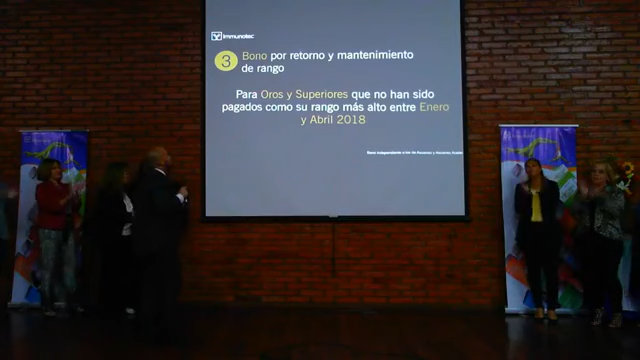 immunotec
3 Bono por retorno y mantenimiento
de rango
Para Oros y Superiores que no han sido
pagados como su rango más alto entre Enero
y Abril 2018